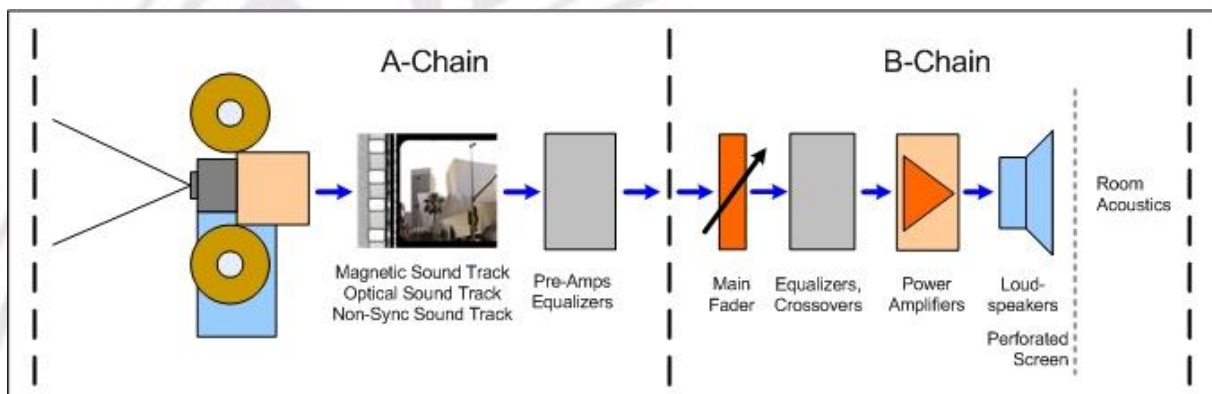 A-Chain
B-Chain
Magnetic Sound Track
Optical Sound Track
Non-Sync Sound Track
Pre-Amps
Equalizers
Main
Fader
Equalizers,
Crossovers
Power
Amplifiers
Loud-
speakers
Perforated
Screen
Room
Acoustics